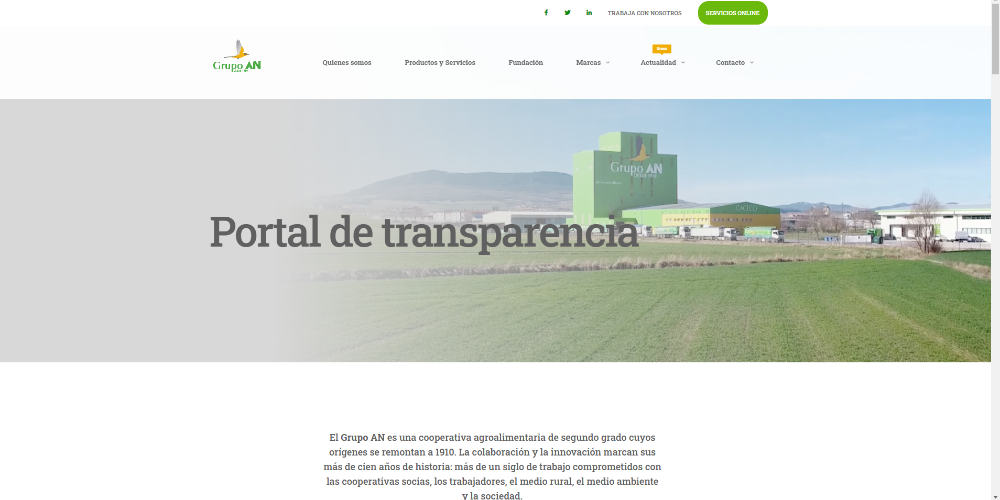 TRABAJA CON NOSOTROS
SERVICIOS ONLINE
Grupo AN
DESDE 1910
Quienes somos
Productos y Servicios
Fundación
Marcas
News
Actualidad
Contacto
Grupo AN
DESDE 1910
CACECO
Portal de transparencia
El Grupo AN es una cooperativa agroalimentaria de segundo grado cuyos
orígenes se remontan a 1910. La colaboración y la innovación marcan sus
más de cien años de historia: más de un siglo de trabajo comprometidos con
las cooperativas socias, los trabajadores, el medio rural, el medio ambiente
y la sociedad.